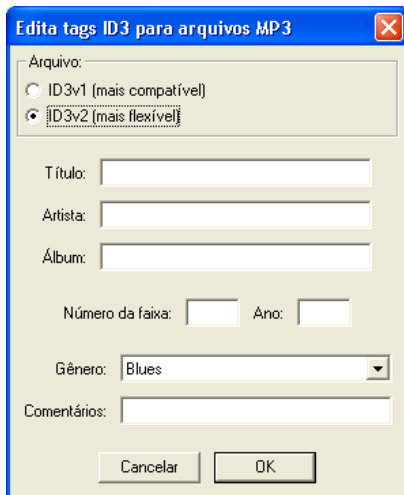 Edita tags ID3 para arquivos MP3
Arquivo:
ID3v1 (mais compatível)
ID3v2 (mais flexível)
Título:
Artista:
Álbum:
Número da faixa: Ano:
Gênero: Blues
Comentários:
Cancelar OK